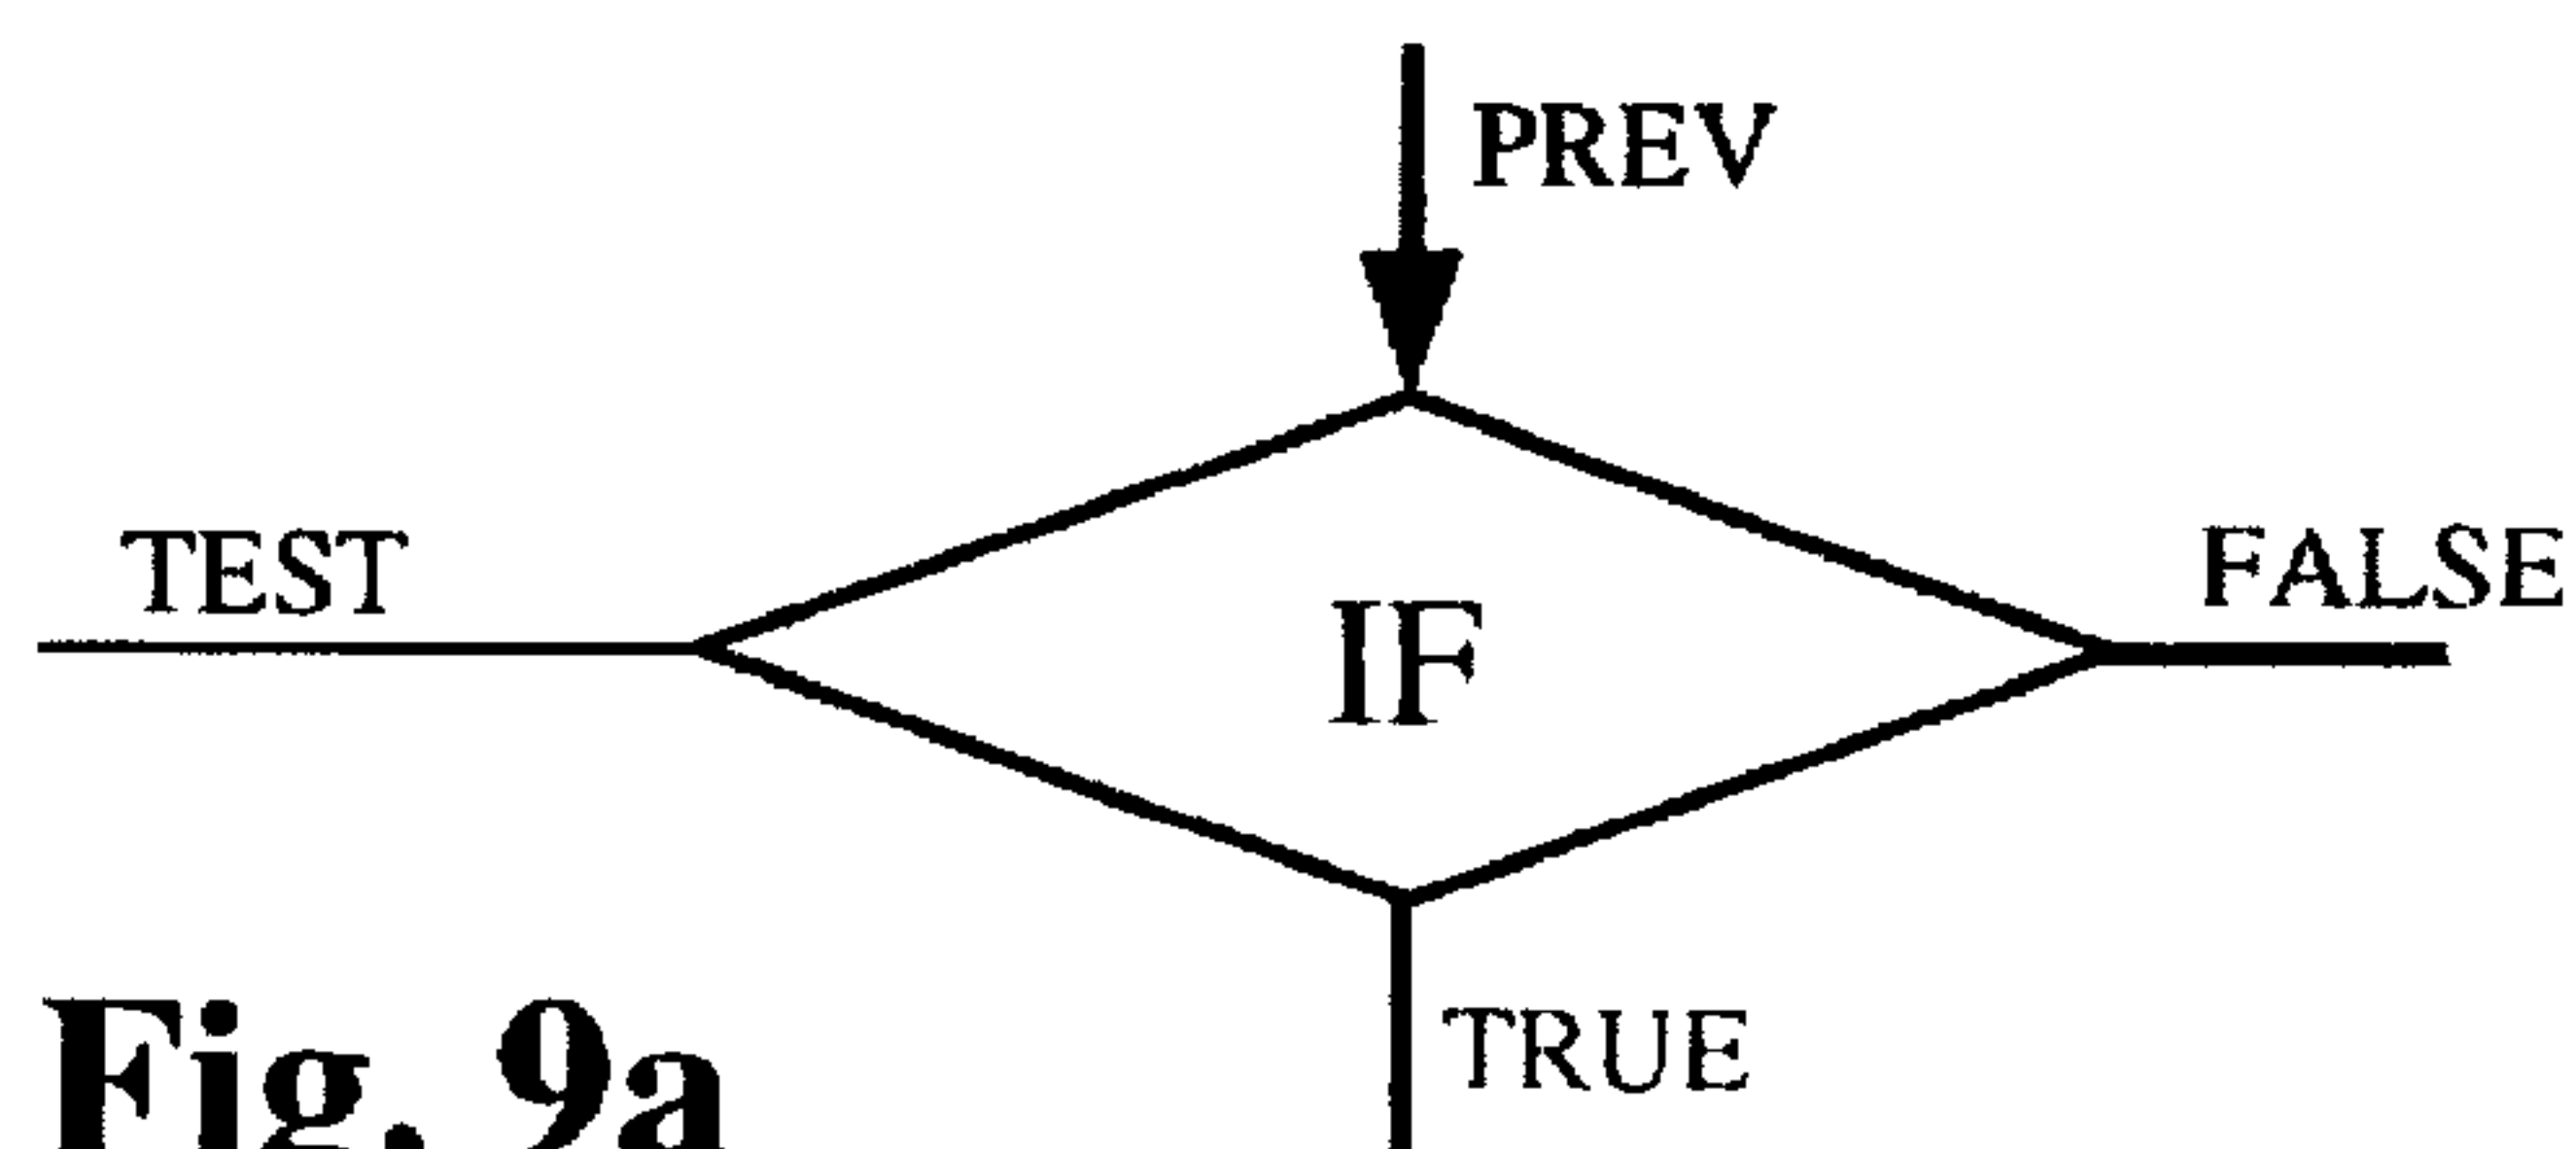 PREV
TEST
FALSE
IF
TRUE
Fig. 9a